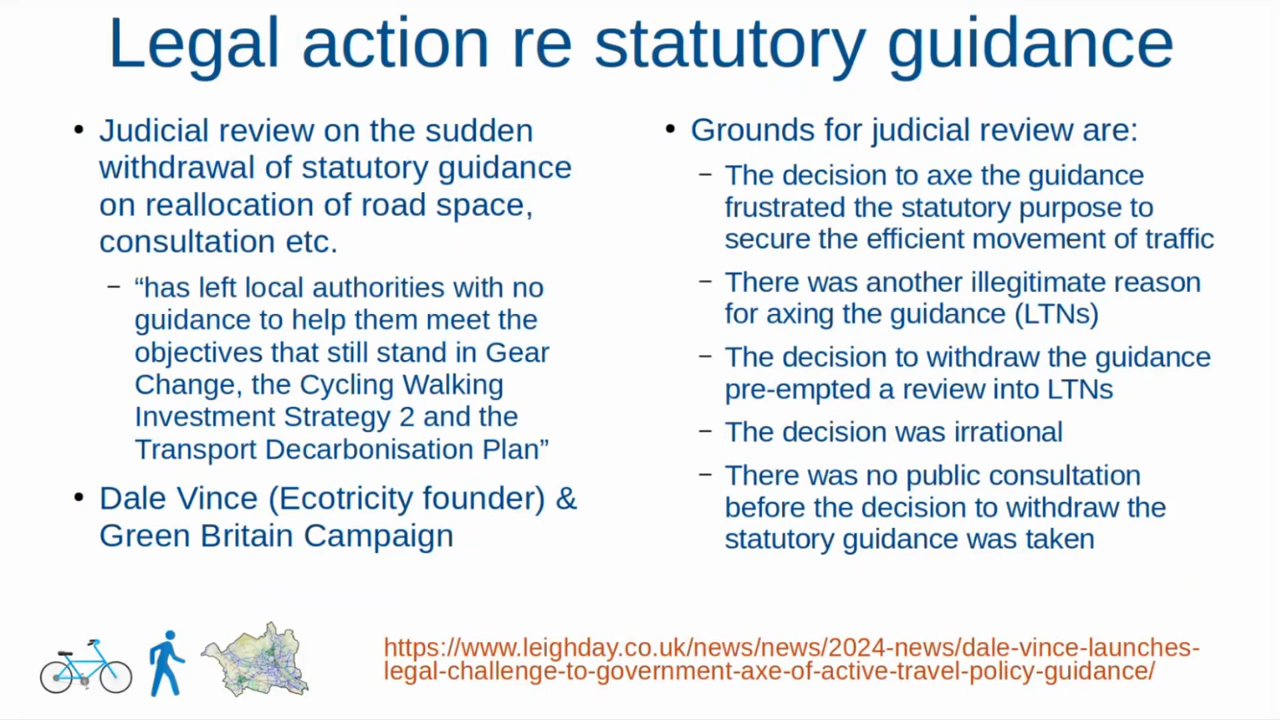 Legal action re statutory guidance
• Judicial review on the sudden
withdrawal of statutory guidance
on reallocation of road space,
consultation etc.
– “has left local authorities with no
guidance to help them meet the
objectives that still stand in Gear
Change, the Cycling Walking
Investment Strategy 2 and the
Transport Decarbonisation Plan”
• Dale Vince (Ecotricity founder) &
Green Britain Campaign
• Grounds for judicial review are:
– The decision to axe the guidance
frustrated the statutory purpose to
secure the efficient movement of traffic
– There was another illegitimate reason
for axing the guidance (LTNs)
– The decision to withdraw the guidance
pre-empted a review into LTNs
– The decision was irrational
– There was no public consultation
before the decision to withdraw the
statutory guidance was taken
https://www.leighday.co.uk/news/news/2024-news/dale-vince-launches-
legal-challenge-to-government-axe-of-active-travel-policy-guidance/